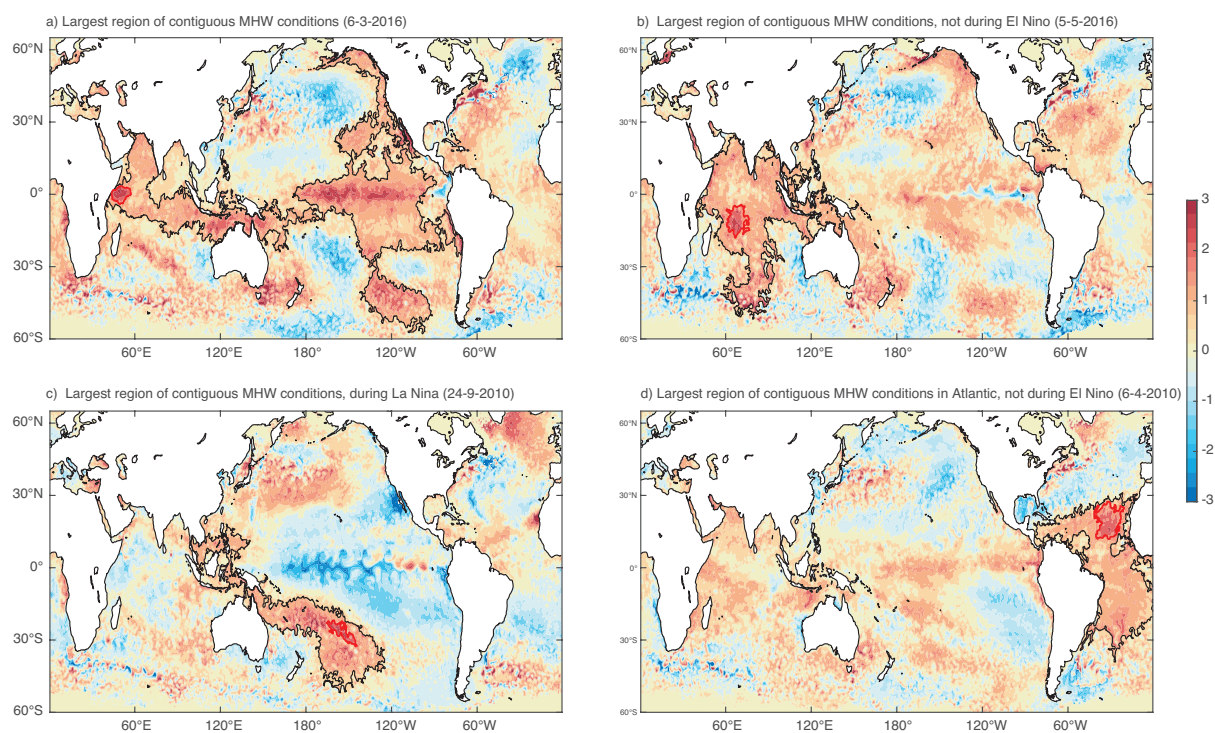 a) Largest region of contiguous MHW conditions (6-3-2016)
60°N
30°N
0°
30°S
60°S
60°E 120°E 180° 120°W 60°W
b) Largest region of contiguous MHW conditions, not during El Nino (5-5-2016)
60°N
30°N
0°
30°S
60°S
60°E 120°E 180° 120°W 60°W
c) Largest region of contiguous MHW conditions, during La Nina (24-9-2010)
60°N
30°N
0°
30°S
60°S
60°E 120°E 180° 120°W 60°W
d) Largest region of contiguous MHW conditions in Atlantic, not during El Nino (6-4-2010)
60°N
30°N
0°
30°S
60°S
60°E 120°E 180° 120°W 60°W
3
2
1
0
-1
-2
-3